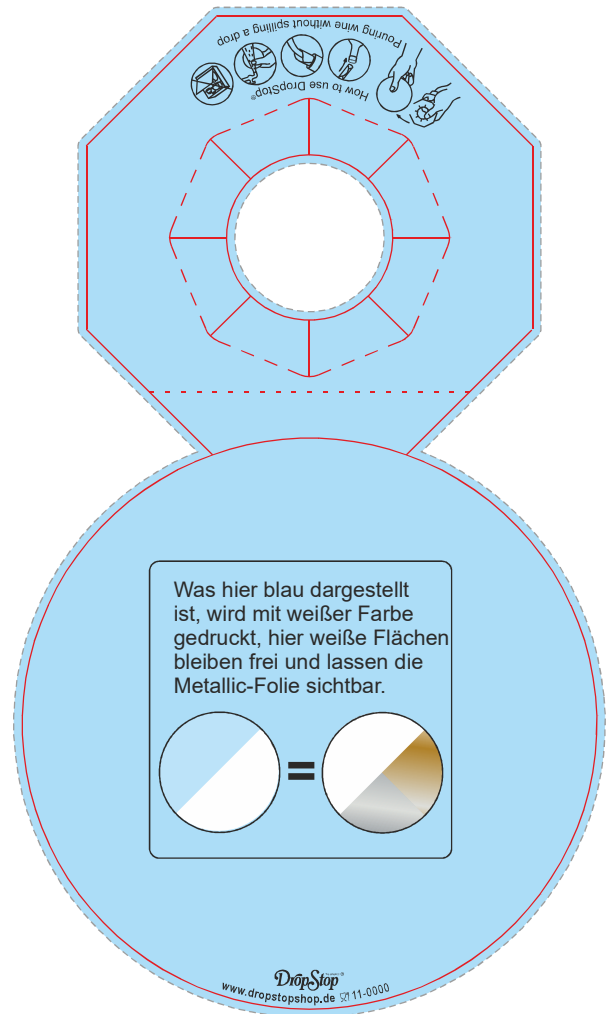 Pouring wine without spilling a drop
How to use DropStop®
Was hier blau dargestellt
ist, wird mit weißer Farbe
gedruckt, hier weiße Flächen
bleiben frei und lassen die
Metallic-Folie sichtbar.
=
DropStop®
www.dropstopshop.de 11-0000